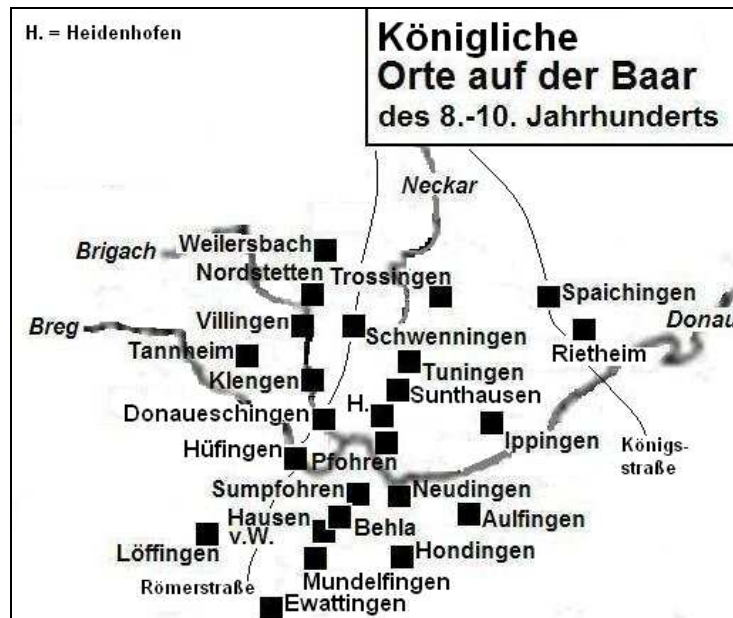 H. = Heidenhofen
Königliche
Orte auf der Baar
des 8.-10. Jahrhunderts
Neckar
Brigach
Weilersbach
Nordstetten
Trossingen
Spaichingen
Donau
Breg
Villingen
Schwenningen
Rietheim
Tannheim
Tuningen
Klengen
Sunthausen
Donaueschingen
H.
Ippingen
Königs-
straße
Hüfingen
Pfohren
Sumpfohren
Neudingen
Hausen
v.W.
Behla
Aulfingen
Löffingen
Hondingen
Mundelfingen
Römerstraße
Ewattingen